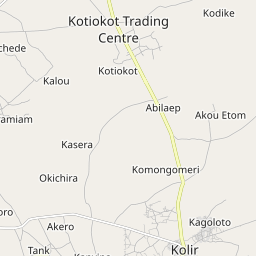 Kodike
Kotiokot Trading
Centre
Kotiokot
Kalou
Abilaep
Akou Etom
Kasera
Komongomeri
Okichira
Akero
Kagoloto
Tank
Kolir